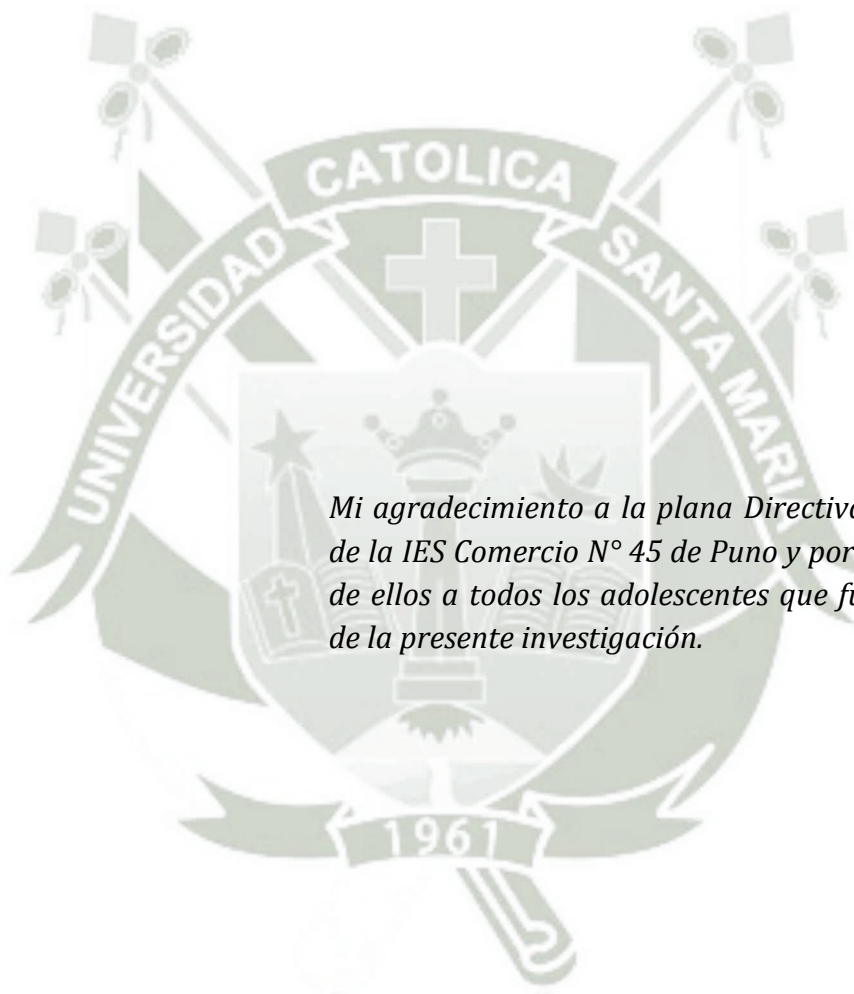 UNIVERSIDAD CATOLICA SANTA MARI
Mi agradecimiento a la plana Directiva
de la IES Comercio N° 45 de Puno y por
de ellos a todos los adolescentes que
de la presente investigación.
1961